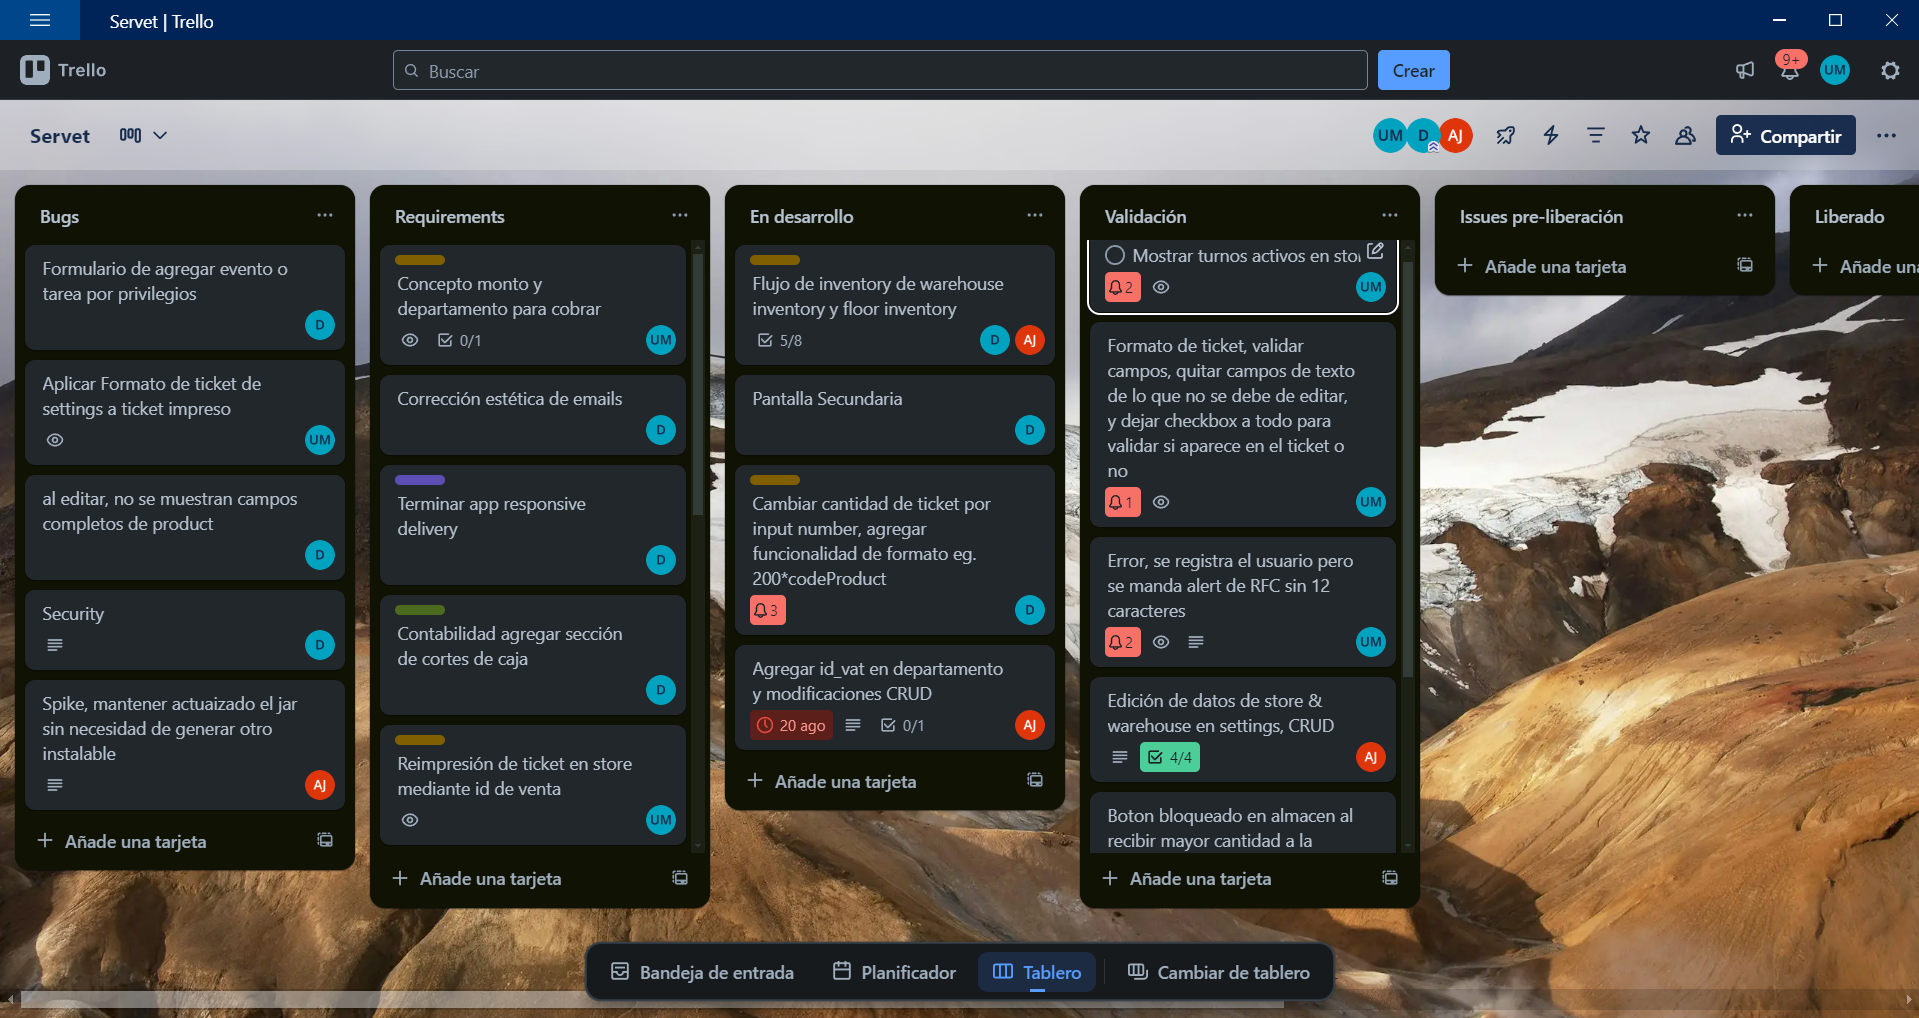 Servet | Trello
Trello
Buscar
Crear
9+
UM
Servet
UM
D
AJ
Compartir
Bugs
Formulario de agregar evento o
tarea por privilegios
D
Aplicar Formato de ticket de
settings a ticket impreso
UM
al editar, no se muestran campos
completos de product
D
Security
D
Spike, mantener actuaizado el jar
sin necesidad de generar otro
instalable
AJ
Añade una tarjeta
Requirements
Concepto monto y
departamento para cobrar
0/1
UM
Corrección estética de emails
D
Terminar app responsive
delivery
D
Contabilidad agregar sección
de cortes de caja
D
Reimpresión de ticket en store
mediante id de venta
UM
Añade una tarjeta
En desarrollo
Flujo de inventory de warehouse
inventory y floor inventory
5/8
D
AJ
Pantalla Secundaria
D
Cambiar cantidad de ticket por
input number, agregar
funcionalidad de formato eg.
200*codeProduct
3
D
Agregar id_vat en departamento
y modificaciones CRUD
20 ago
0/1
AJ
Añade una tarjeta
Validación
Mostrar turnos activos en
2
UM
Formato de ticket, validar
campos, quitar campos de texto
de lo que no se debe de editar,
y dejar checkbox a todo para
validar si aparece en el ticket o
no
1
UM
Error, se registra el usuario pero
se manda alert de RFC sin 12
caracteres
2
UM
Edición de datos de store &
warehouse en settings, CRUD
4/4
AJ
Boton bloqueado en almacen al
recibir mayor cantidad a la
Añade una tarjeta
Issues pre-liberación
Añade una tarjeta
Liberado
Añade
Bandeja de entrada
Planificador
Tablero
Cambiar de tablero